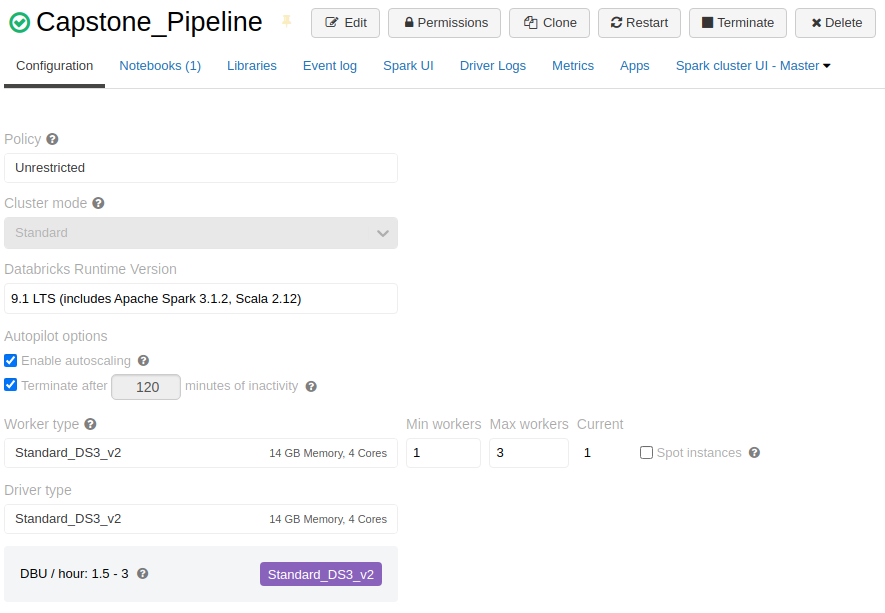 Capstone_Pipeline Edit Permissions Clone Restart Terminate Delete
Configuration Notebooks (1) Libraries Event log Spark UI Driver Logs Metrics Apps Spark cluster UI - Master
Policy ?
Unrestricted
Cluster mode ?
Standard
Databricks Runtime Version
9.1 LTS (includes Apache Spark 3.1.2, Scala 2.12)
Autopilot options
Enable autoscaling ?
Terminate after 120 minutes of inactivity ?
Worker type ? Min workers Max workers Current
Standard_DS3_v2 14 GB Memory, 4 Cores 1 3 1 Spot instances ?
Driver type
Standard_DS3_v2 14 GB Memory, 4 Cores
DBU / hour: 1.5 - 3 ? Standard_DS3_v2